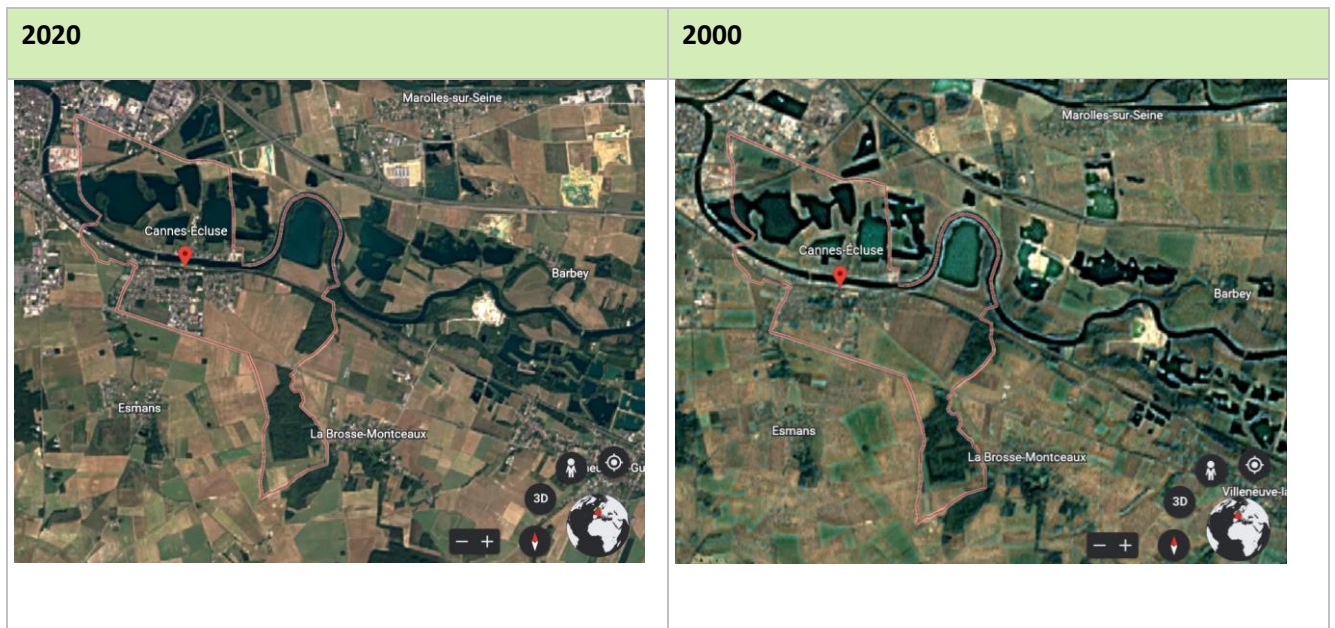 2020
2000
Marolles-sur-Seine
Cannes-Écluse
Barbey
Esmans
La Brosse-Montceaux
3D
Marolles-sur-Seine
Cannes-Écluse
Barbey
Esmans
La Brosse-Montceaux
Villeneuve-la
3D